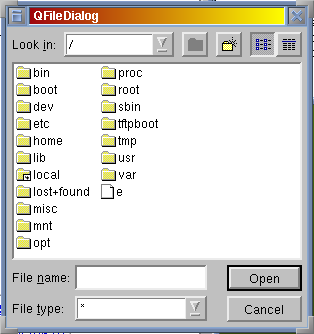 QFileDialog
Look in: /
bin
boot
dev
etc
home
lib
local
lost+found
misc
mnt
opt
proc
root
sbin
tftpboot
tmp
usr
var
e
File name:
Open
File type: *
Cancel